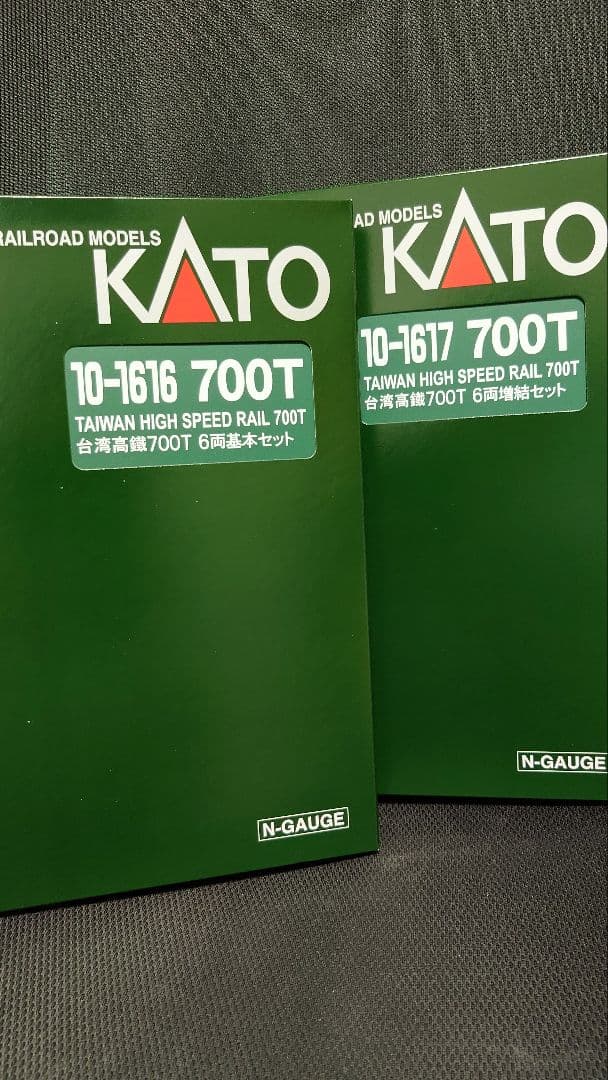 RAILROAD MODELS
KATO
10-1616 700T
TAIWAN HIGH SPEED RAIL 700T
台湾高鐵700T 6両基本セット
N-GAUGE
AD MODELS
KATO
10-1617 700T
TAIWAN HIGH SPEED RAIL 700T
台湾高鐵700T 6両増結セット
N-GAUGE